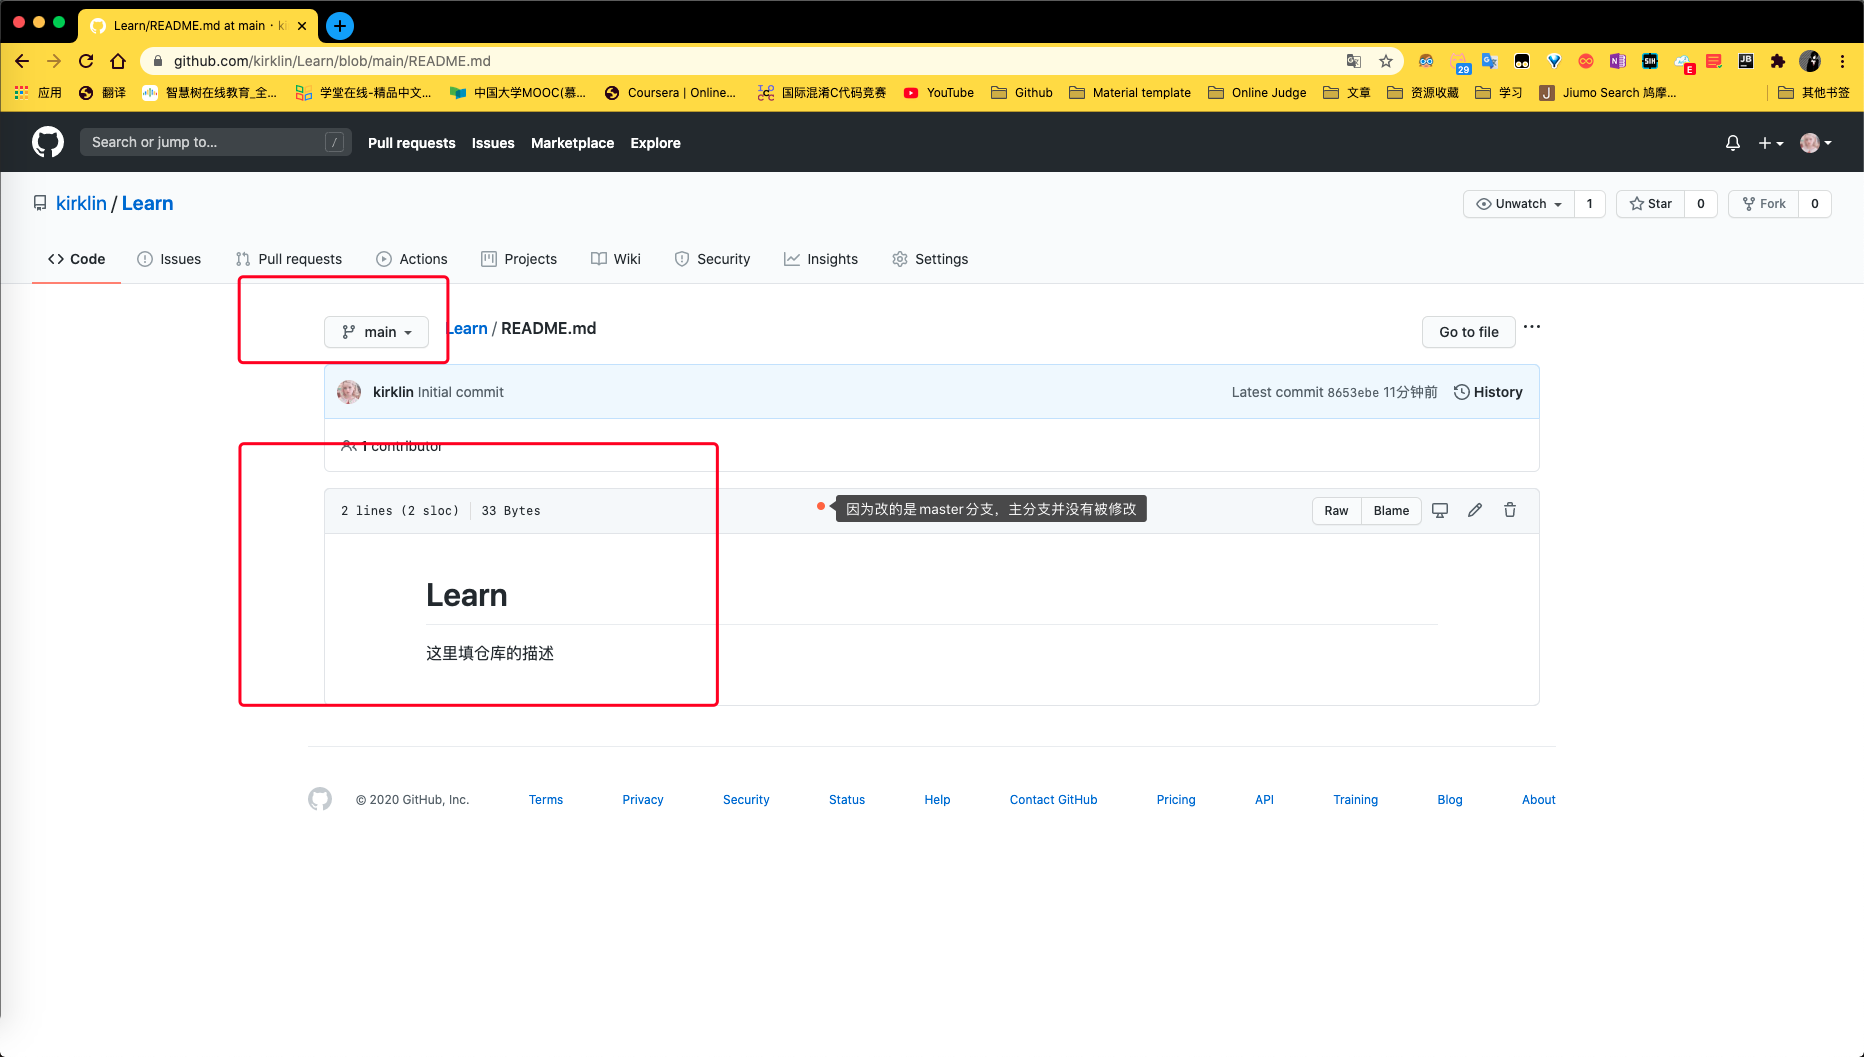 Learn/README.md at main · ki
github.com/kirklin/Learn/blob/main/README.md
29
SIH
E
JB
应用 翻译 智慧树在线教育_全... 学堂在线-精品中文... 中国大学MOOC(慕... Coursera | Online... 国际混淆C代码竞赛 YouTube Github Material template Online Judge 文章 资源收藏 学习 Jiumo Search 鸠摩... 其他书签
Search or jump to... / Pull requests Issues Marketplace Explore
kirklin / Learn
Unwatch 1 Star 0 Fork 0
Code Issues Pull requests Actions Projects Wiki Security Insights Settings
main Learn / README.md Go to file ...
kirklin Initial commit Latest commit 8653ebe 11分钟前 History
1 contributor
2 lines (2 sloc) 33 Bytes 因为改的是master分支，主分支并没有被修改 Raw Blame
Learn
这里填仓库的描述
© 2020 GitHub, Inc. Terms Privacy Security Status Help Contact GitHub Pricing API Training Blog About